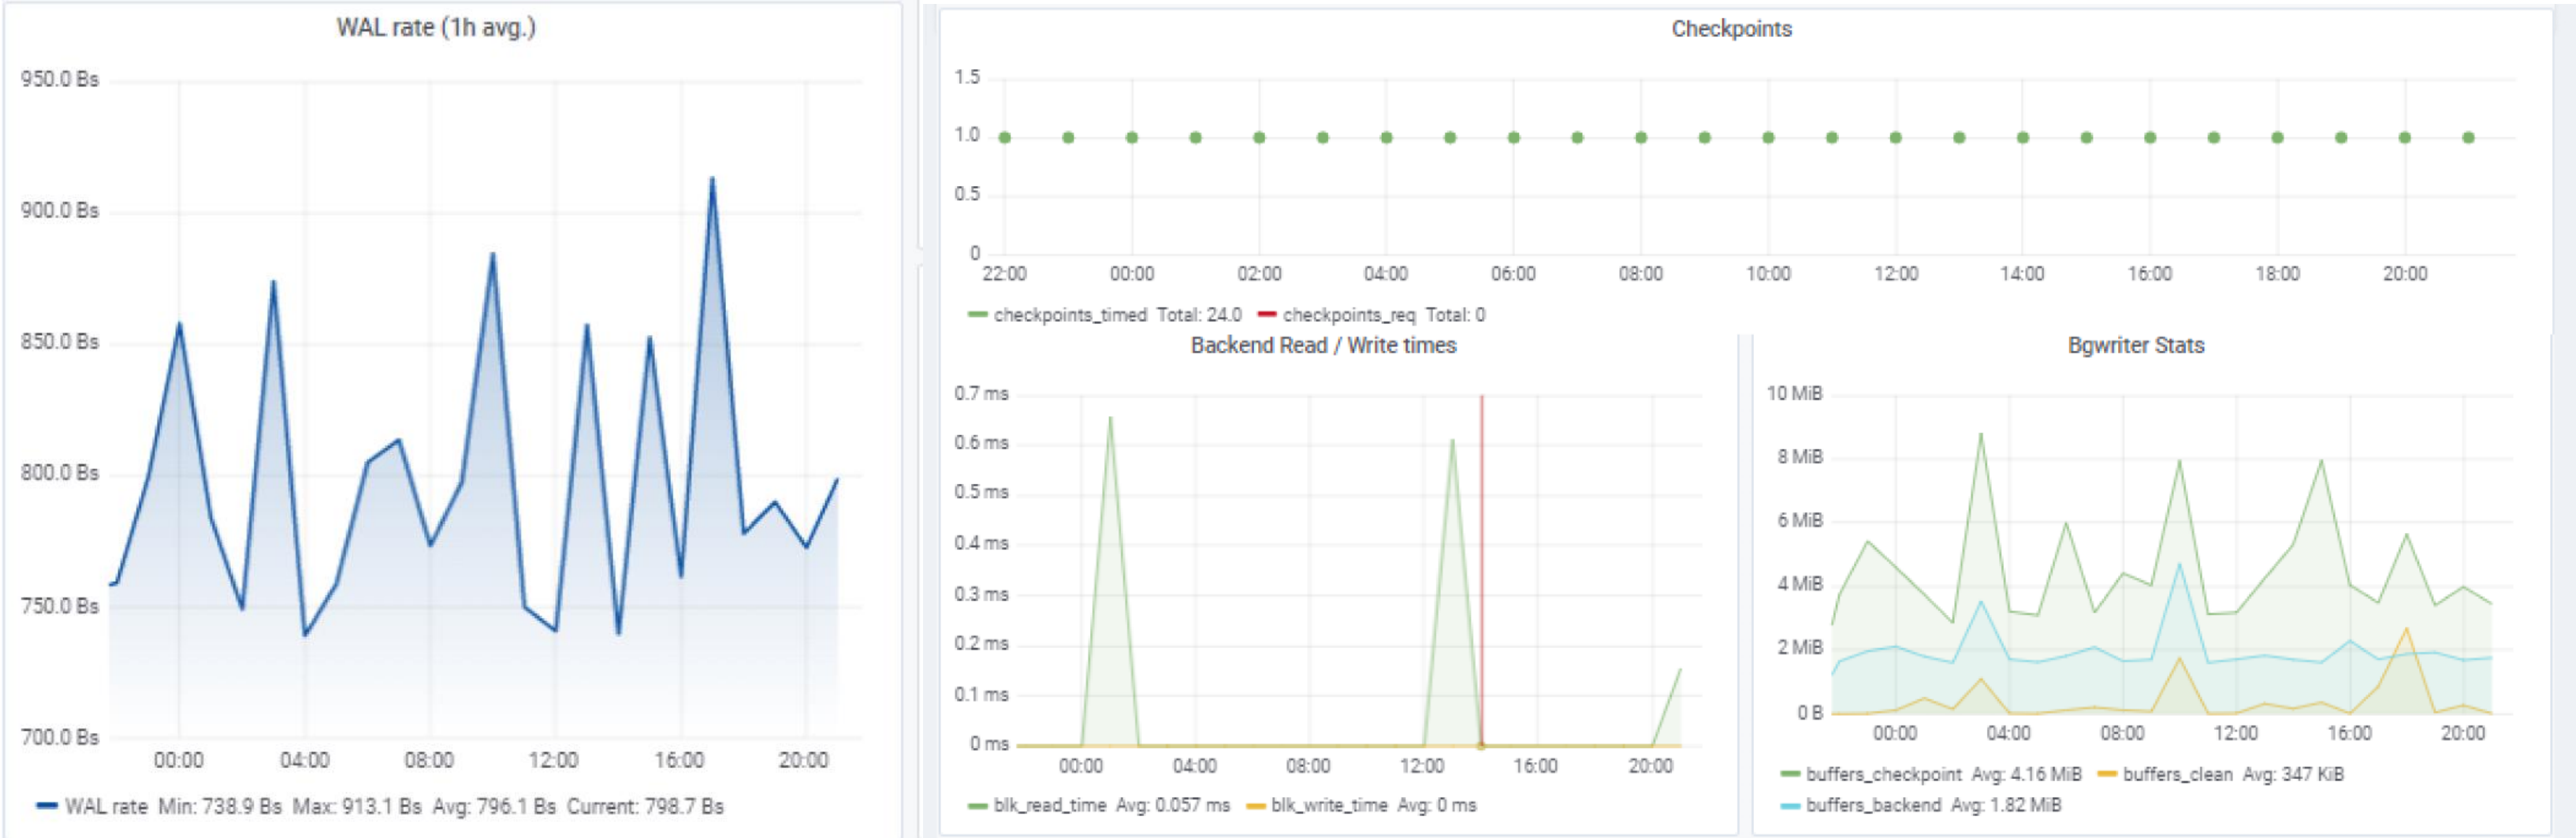 WAL rate (1h avg.)
950.0 Bs
900.0 Bs
850.0 Bs
800.0 Bs
750.0 Bs
700.0 Bs
00:00 04:00 08:00 12:00 16:00 20:00
WAL rate Min: 738.9 Bs Max: 913.1 Bs Avg: 796.1 Bs Current: 798.7 Bs
Checkpoints
1.5
1.0
0.5
0
22:00 00:00 02:00 04:00 06:00 08:00 10:00 12:00 14:00 16:00 18:00 20:00
checkpoints_timed Total: 24.0 checkpoints_req Total: 0
Backend Read / Write times
0.7 ms
0.6 ms
0.5 ms
0.4 ms
0.3 ms
0.2 ms
0.1 ms
0 ms
00:00 04:00 08:00 12:00 16:00 20:00
blk_read_time Avg: 0.057 ms blk_write_time Avg: 0 ms
Bgwriter Stats
10 MiB
8 MiB
6 MiB
4 MiB
2 MiB
0 B
00:00 04:00 08:00 12:00 16:00 20:00
buffers_checkpoint Avg: 4.16 MiB buffers_clean Avg: 347 KiB
buffers_backend Avg: 1.82 MiB